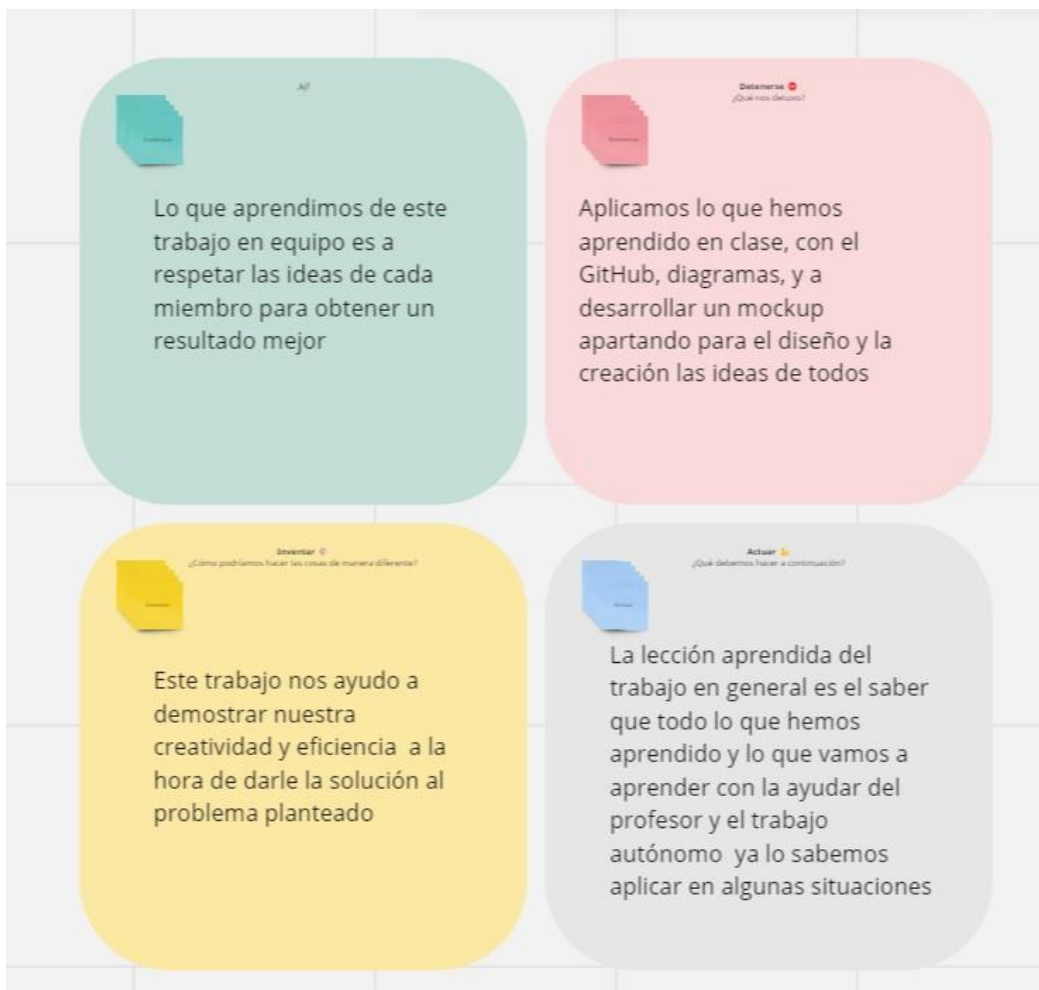 Lo que aprendimos de este
trabajo en equipo es a
respetar las ideas de cada
miembro para obtener un
resultado mejor
Detenerse
¿Qué nos detuvo?
Detenerse
Aplicamos lo que hemos
aprendido en clase, con el
GitHub, diagramas, y a
desarrollar un mockup
apartando para el diseño y la
creación las ideas de todos
Inventar
¿Cómo podríamos hacer las cosas de manera diferente?
Inventar
Este trabajo nos ayudo a
demostrar nuestra
creatividad y eficiencia a la
hora de darle la solución al
problema planteado
Actuar
¿Qué debemos hacer a continuación?
Actuar
La lección aprendida del
trabajo en general es el saber
que todo lo que hemos
aprendido y lo que vamos a
aprender con la ayudar del
profesor y el trabajo
autónomo ya lo sabemos
aplicar en algunas situaciones